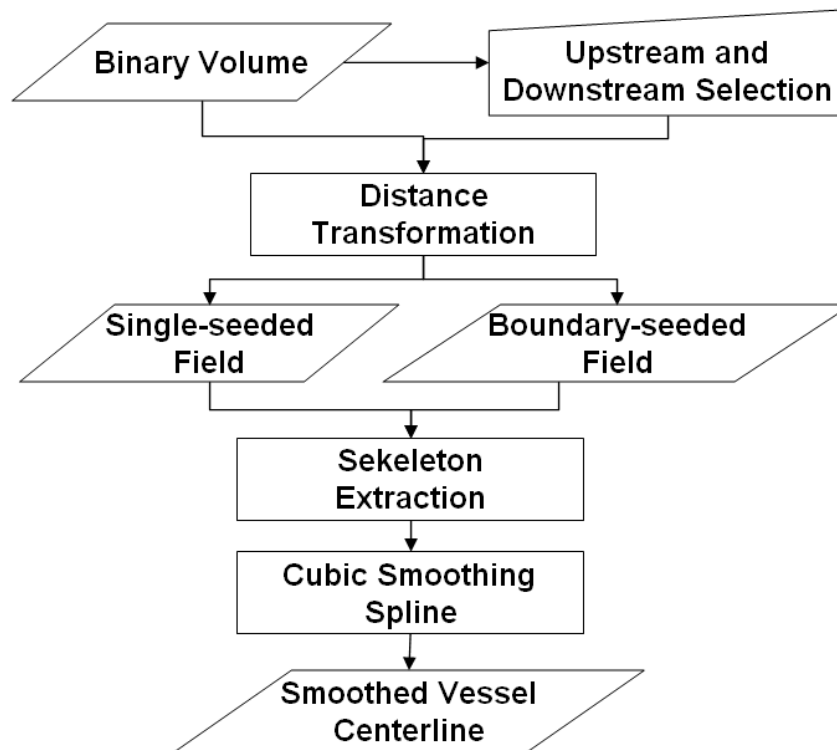 Binary Volume
Upstream and
Downstream Selection
Distance
Transformation
Single-seeded
Field
Boundary-seeded
Field
Sekeleton
Extraction
Cubic Smoothing
Spline
Smoothed Vessel
Centerline